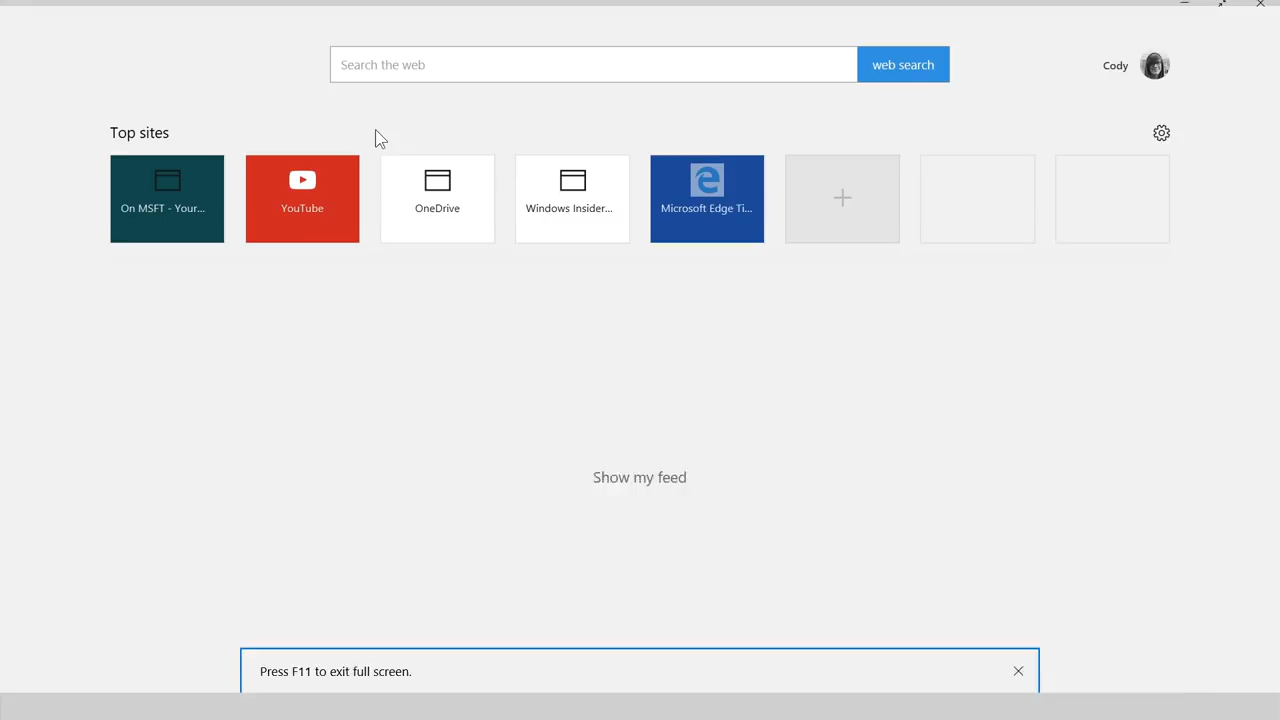 Search the web
web search
Cody
Top sites
On MSFT - Your...
YouTube
OneDrive
Windows Insider...
Microsoft Edge Ti...
Show my feed
Press F11 to exit full screen.